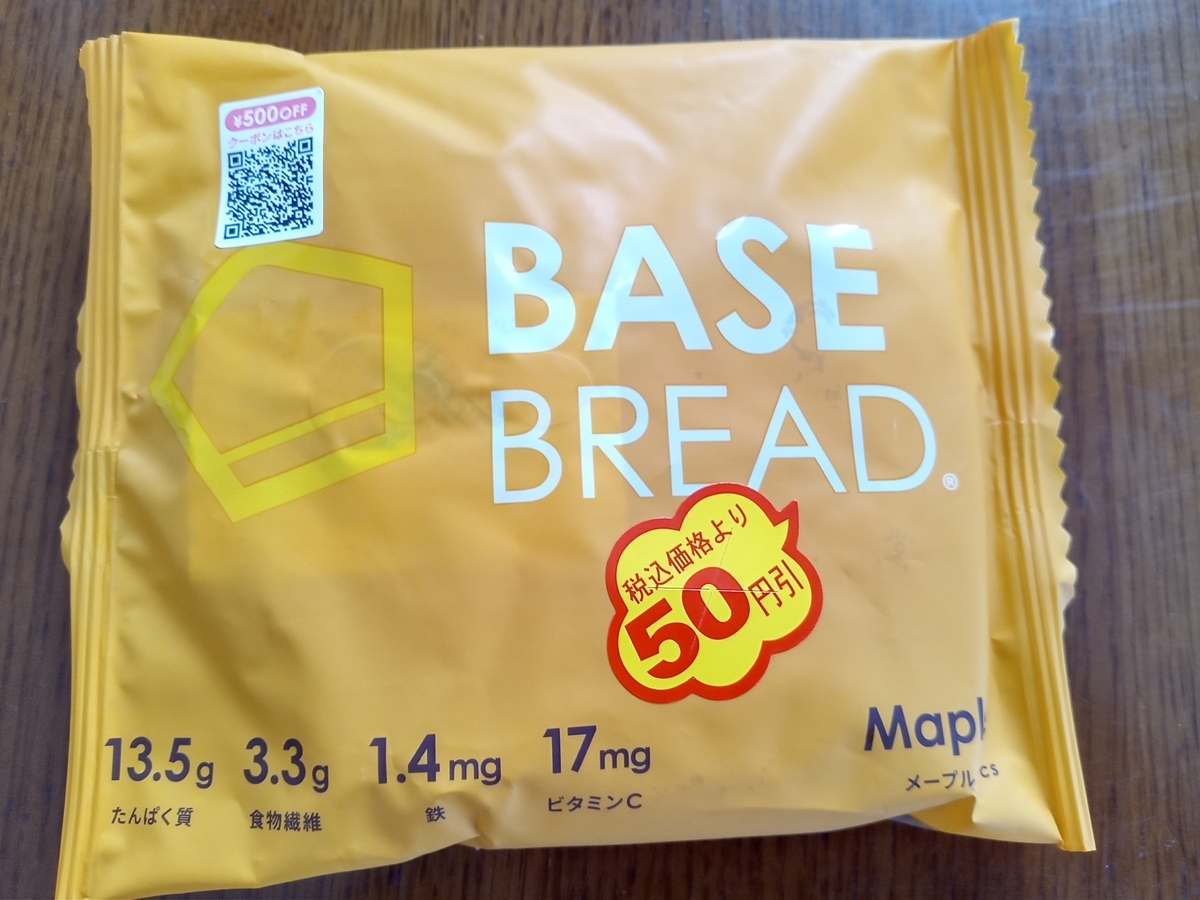 ¥500OFF
クーポンはこちら
BASE
BREAD®
税込価格より
50円引
13.5g
たんぱく質
3.3g
食物繊維
1.4mg
鉄
17mg
ビタミンC
メープル
cs